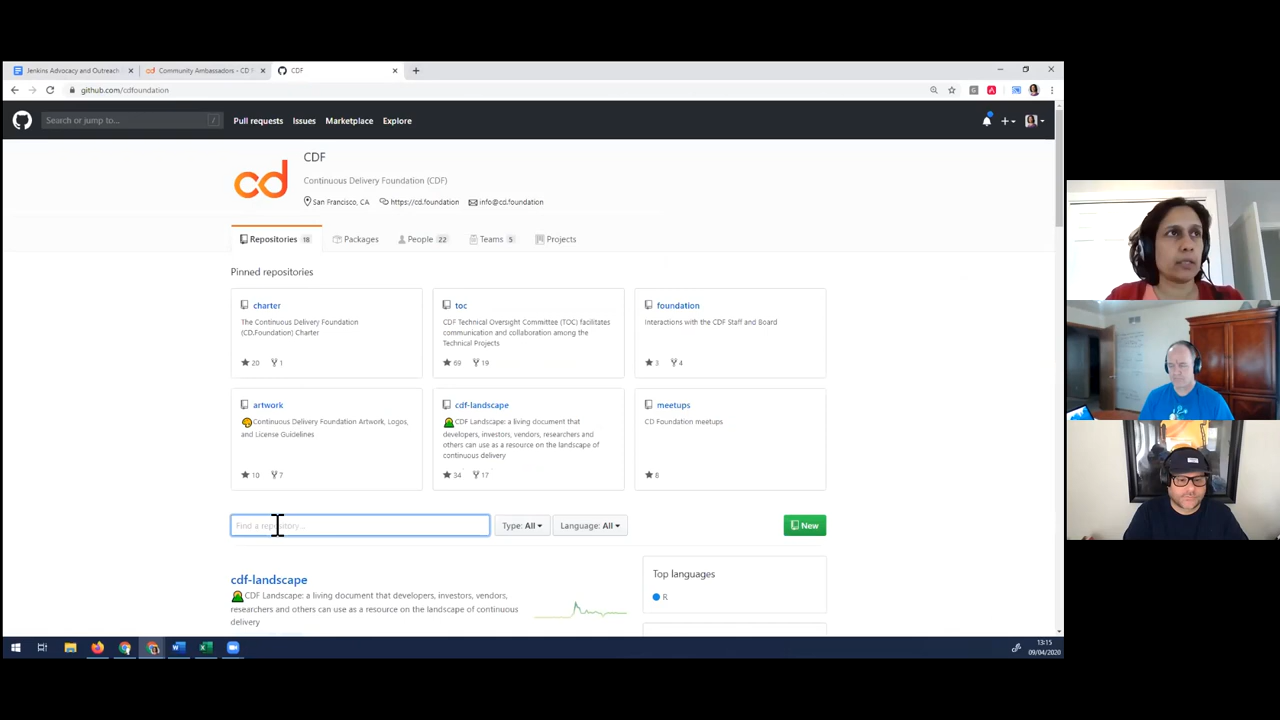 Jenkins Advocacy and Outreach
Community Ambassadors - CD F
CDF
github.com/cdfoundation
Search or jump to...
/
Pull requests
Issues
Marketplace
Explore
cd
CDF
Continuous Delivery Foundation (CDF)
San Francisco, CA
https://cd.foundation
info@cd.foundation
Repositories 18
Packages
People 22
Teams 5
Projects
Pinned repositories
charter
The Continuous Delivery Foundation
(CD.Foundation) Charter
20
1
toc
CDF Technical Oversight Committee (TOC) facilitates
communication and collaboration among the
Technical Projects
69
19
foundation
Interactions with the CDF Staff and Board
3
4
artwork
Continuous Delivery Foundation Artwork, Logos,
and License Guidelines
10
7
cdf-landscape
CDF Landscape: a living document that
developers, investors, vendors, researchers and
others can use as a resource on the landscape of
continuous delivery
34
17
meetups
CD Foundation meetups
8
Find a repository...
Type: All
Language: All
New
cdf-landscape
CDF Landscape: a living document that developers, investors, vendors,
researchers and others can use as a resource on the landscape of continuous
delivery
Top languages
R
13:15
09/04/2020